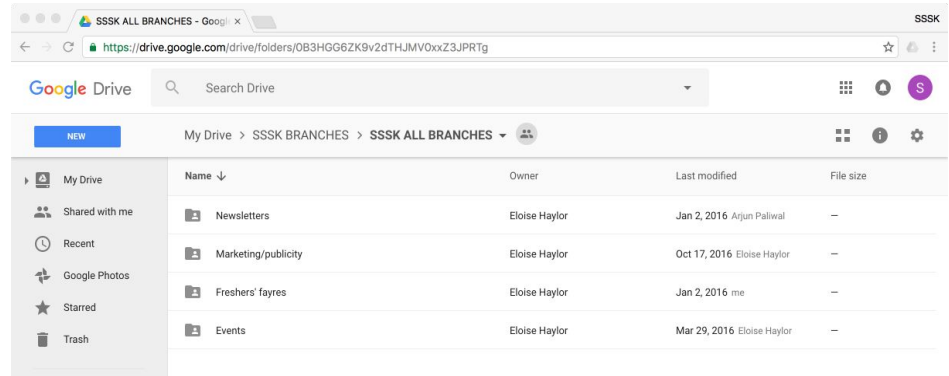 SSSK ALL BRANCHES - Googl ×
SSSK
https://drive.google.com/drive/folders/0B3HGG6ZK9v2dTHJMV0xxZ3JPRTg
Google Drive
Search Drive
S
NEW
My Drive > SSSK BRANCHES > SSSK ALL BRANCHES
My Drive
Shared with me
Recent
Google Photos
Starred
Trash
Name Owner Last modified File size
Newsletters Eloise Haylor Jan 2, 2016 Arjun Paliwal —
Marketing/publicity Eloise Haylor Oct 17, 2016 Eloise Haylor —
Freshers' fayres Eloise Haylor Jan 2, 2016 me —
Events Eloise Haylor Mar 29, 2016 Eloise Haylor —